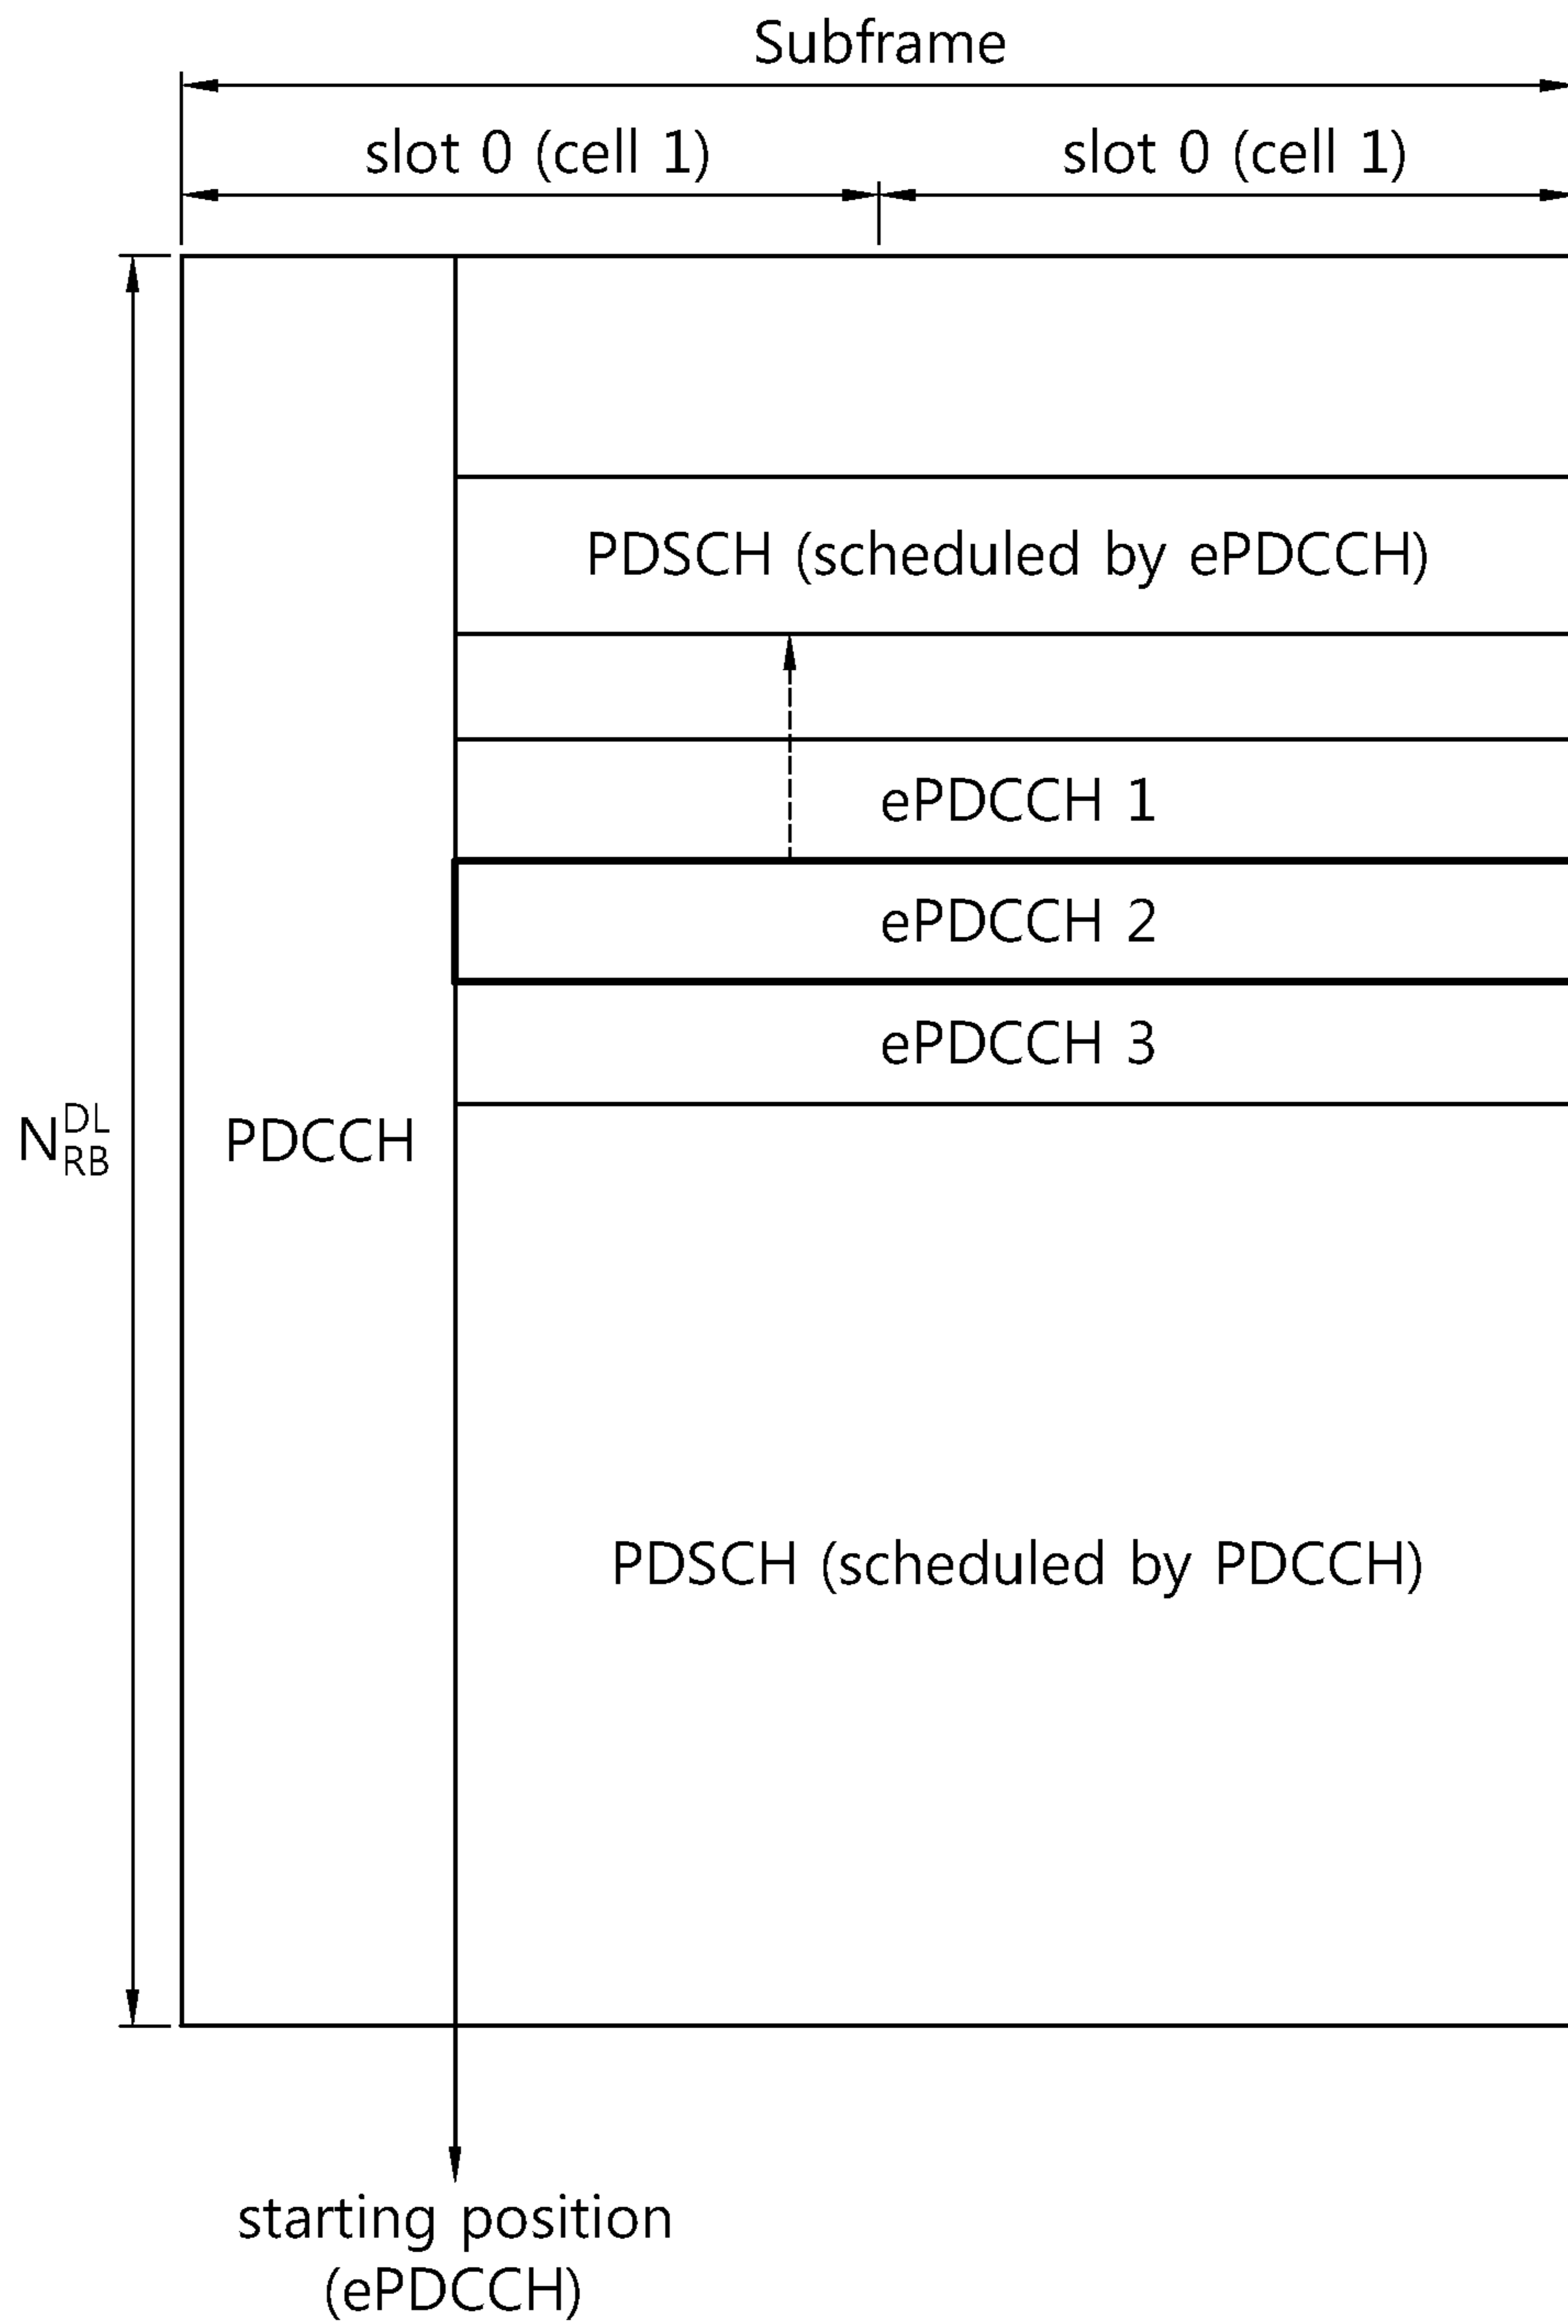 Subframe
slot 0 (cell 1) slot 0 (cell 1)
PDSCH (scheduled by ePDCCH)
ePDCCH 1
ePDCCH 2
ePDCCH 3
N DL RB PDCCH
PDSCH (scheduled by PDCCH)
starting position
(ePDCCH)